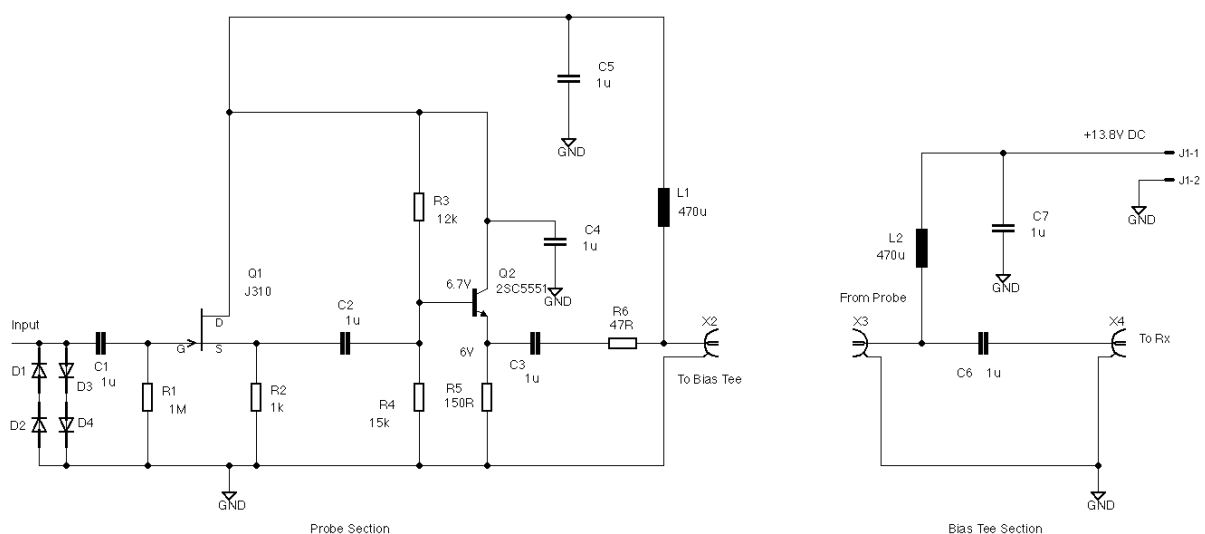 C5
1u
GND
+13.8V DC
J1-1
J1-2
GND
R3
12k
L1
470u
C4
1u
GND
C7
1u
GND
L2
470u
Q1
J310
6.7V
Q2
2SC5551
From Probe
Input
D
G
S
C2
1u
R6
47R
X2
X3
X4
To Rx
D1
D3
C1
1u
6V
C3
1u
To Bias Tee
C6
1u
R1
1M
R2
1k
R4
15k
R5
150R
D2
D4
GND
GND
Probe Section
Bias Tee Section